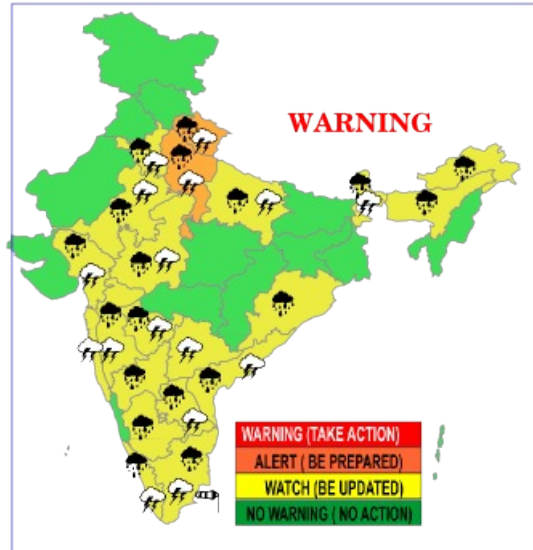 WARNING
WARNING (TAKE ACTION)
ALERT ( BE PREPARED)
WATCH (BE UPDATED)
NO WARNING ( NO ACTION)